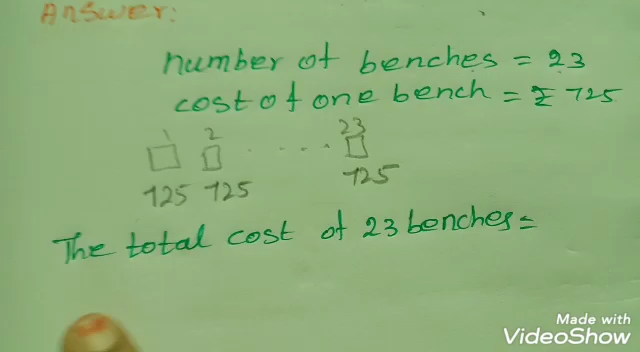 Answer:
number of benches = 23
cost of one bench = ₹ 725
1 2 23
725 725 725
The total cost of 23 benches =
Made with
VideoShow